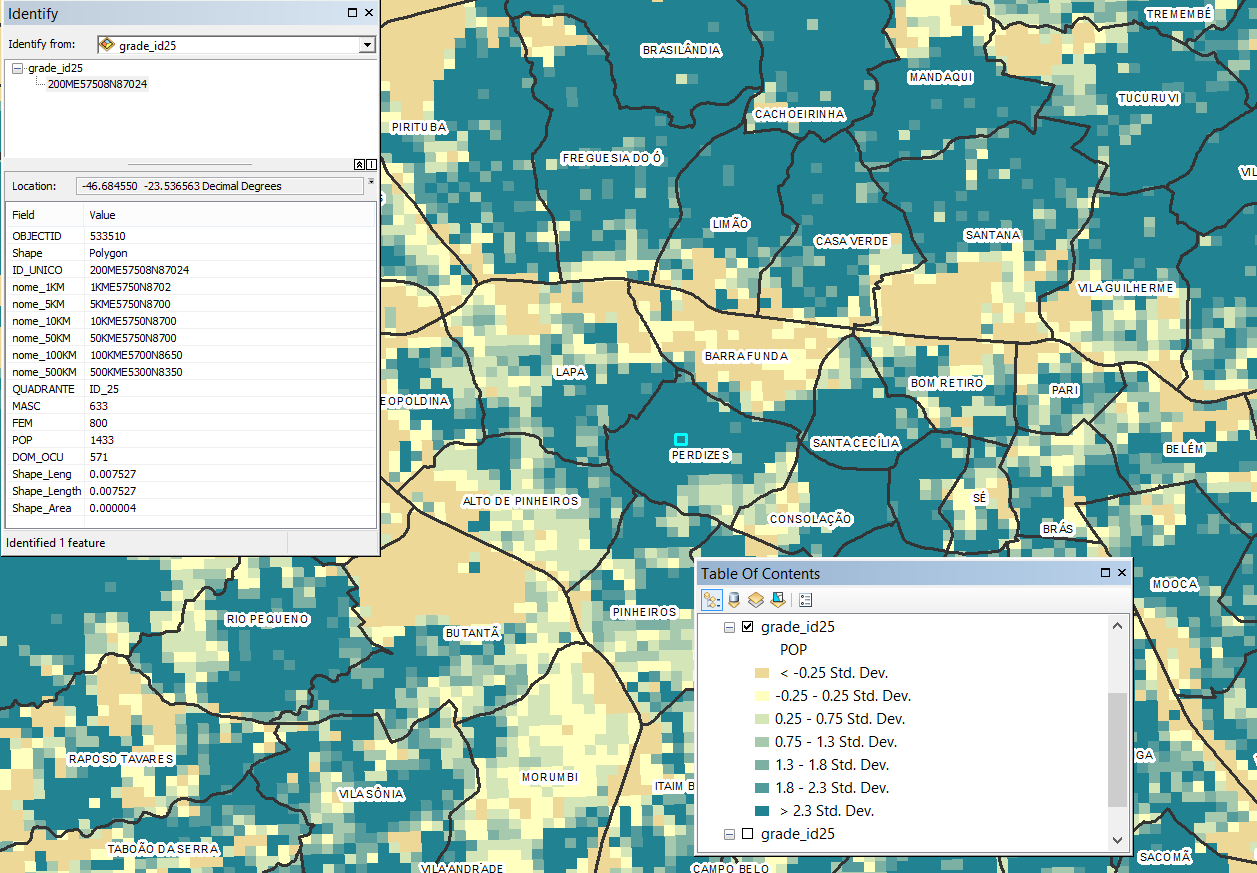 Identify
Identify from: grade_id25
grade_id25
200ME57508N87024
Location: -46.684550 -23.536563 Decimal Degrees
Field Value
OBJECTID 533510
Shape Polygon
ID_UNICO 200ME57508N87024
nome_1KM 1KME5750N8702
nome_5KM 5KME5750N8700
nome_10KM 10KME5750N8700
nome_50KM 50KME5750N8700
nome_100KM 100KME5700N8650
nome_500KM 500KME5300N8350
QUADRANTE ID_25
MASC 633
FEM 800
POP 1433
DOM_OCU 571
Shape_Leng 0.007527
Shape_Length 0.007527
Shape_Area 0.000004
Identified 1 feature
TREMEMBÉ
BRASILÂNDIA
MANDAQUI
TUCURUVI
CACHOEIRINHA
PIRITUBA
FREGUESIA DO Ó
VIL
LIMÃO
CASA VERDE
SANTANA
VILA GUILHERME
BARRA FUNDA
LAPA
BOM RETIRO
PARI
EOPOLDINA
SANTA CECÍLIA
BELÉM
PERDIZES
ALTO DE PINHEIROS
SÉ
CONSOLAÇÃO
BRÁS
MOOCA
RIO PEQUENO
PINHEIROS
BUTANTÃ
RAPOSO TAVARES
GA
MORUMBI
ITAIM B
VILA SÔNIA
TABOÃO DA SERRA
SACOMÃ
VILA ANDRADE
CAMPO BELO
Table Of Contents
grade_id25
POP
< -0.25 Std. Dev.
-0.25 - 0.25 Std. Dev.
0.25 - 0.75 Std. Dev.
0.75 - 1.3 Std. Dev.
1.3 - 1.8 Std. Dev.
1.8 - 2.3 Std. Dev.
> 2.3 Std. Dev.
grade_id25